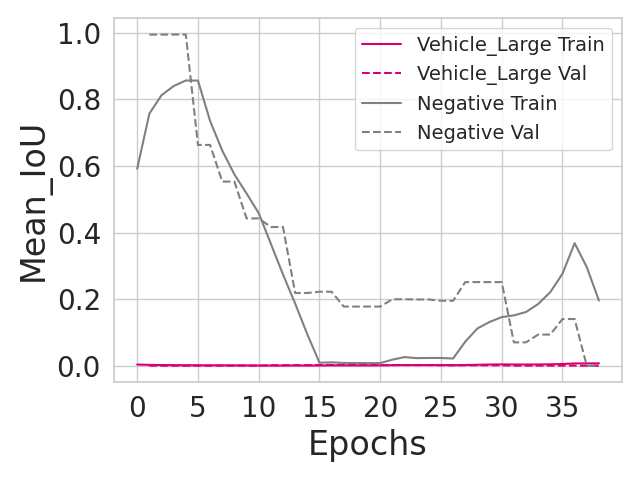 Mean_IoU
1.0
0.8
0.6
0.4
0.2
0.0
Vehicle_Large Train
Vehicle_Large Val
Negative Train
Negative Val
0 5 10 15 20 25 30 35
Epochs